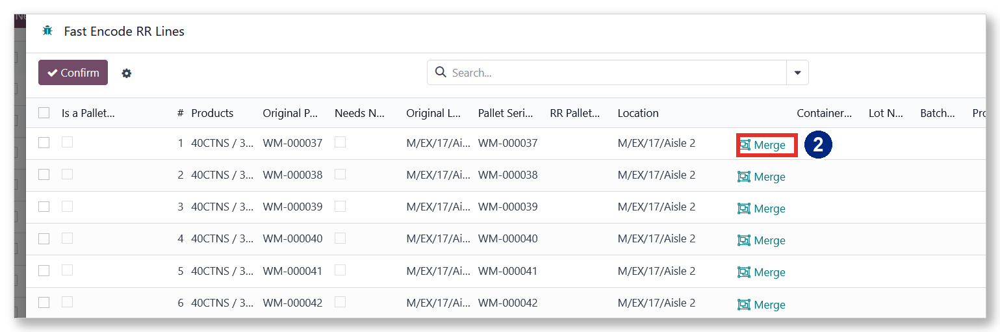 Fast Encode RR Lines
Confirm
Search...
Is a Pallet... # Products Original P... Needs N... Original L... Pallet Seri... RR Pallet... Location Container... Lot N... Batch... Pro
1 40CTNS / 3... WM-000037 M/EX/17/Ai... WM-000037 M/EX/17/Aisle 2 Merge 2
2 40CTNS / 3... WM-000038 M/EX/17/Ai... WM-000038 M/EX/17/Aisle 2 Merge
3 40CTNS / 3... WM-000039 M/EX/17/Ai... WM-000039 M/EX/17/Aisle 2 Merge
4 40CTNS / 3... WM-000040 M/EX/17/Ai... WM-000040 M/EX/17/Aisle 2 Merge
5 40CTNS / 3... WM-000041 M/EX/17/Ai... WM-000041 M/EX/17/Aisle 2 Merge
6 40CTNS / 3... WM-000042 M/EX/17/Ai... WM-000042 M/EX/17/Aisle 2 Merge